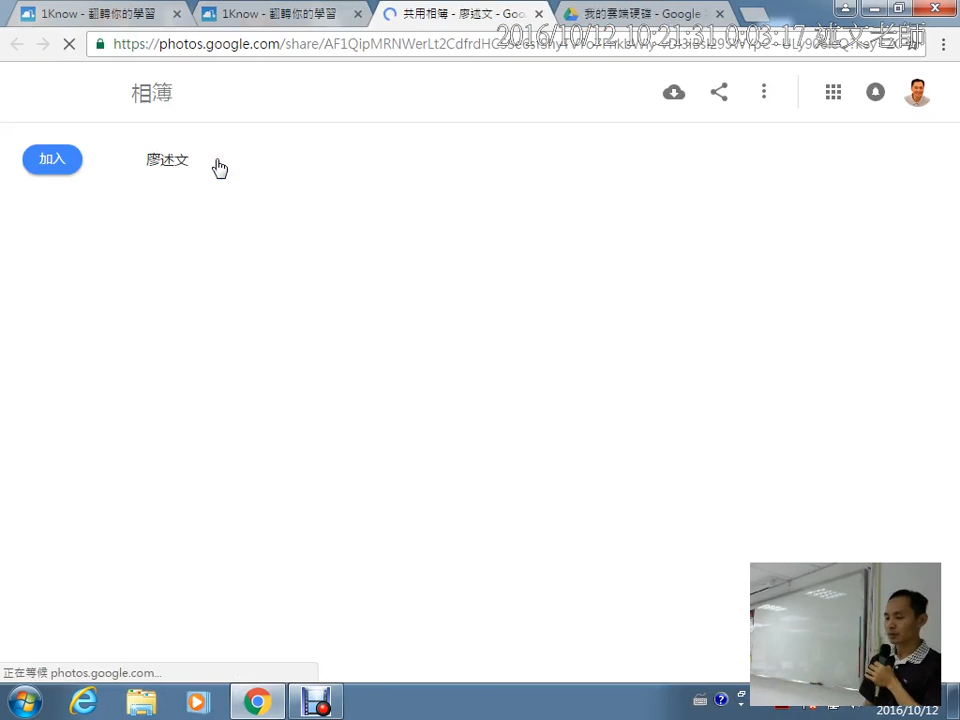 1Know - 翻轉你的學習
1Know - 翻轉你的學習
共用相簿 - 廖述文 - Goo
我的雲端硬碟 - Google
2016/10/12 10:21:31 0:03:17 述文老師
https://photos.google.com/share/
相簿
加入
廖述文
正在等候 photos.google.com...
2016/10/12